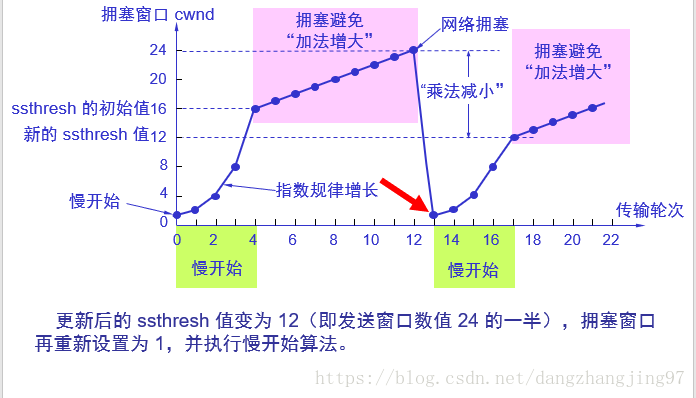 拥塞窗口 cwnd
拥塞避免
“加法增大”
网络拥塞
拥塞避免
“加法增大”
24
20
ssthresh 的初始值
16
“乘法减小”
新的 ssthresh 值
12
8
慢开始
4
指数规律增长
传输轮次
0
0 2 4 6 8 10 12 14 16 18 20 22
慢开始
慢开始
更新后的 ssthresh 值变为 12（即发送窗口数值 24 的一半），拥塞窗口
再重新设置为 1，并执行慢开始算法。
https://blog.csdn.net/dangzhangjing97